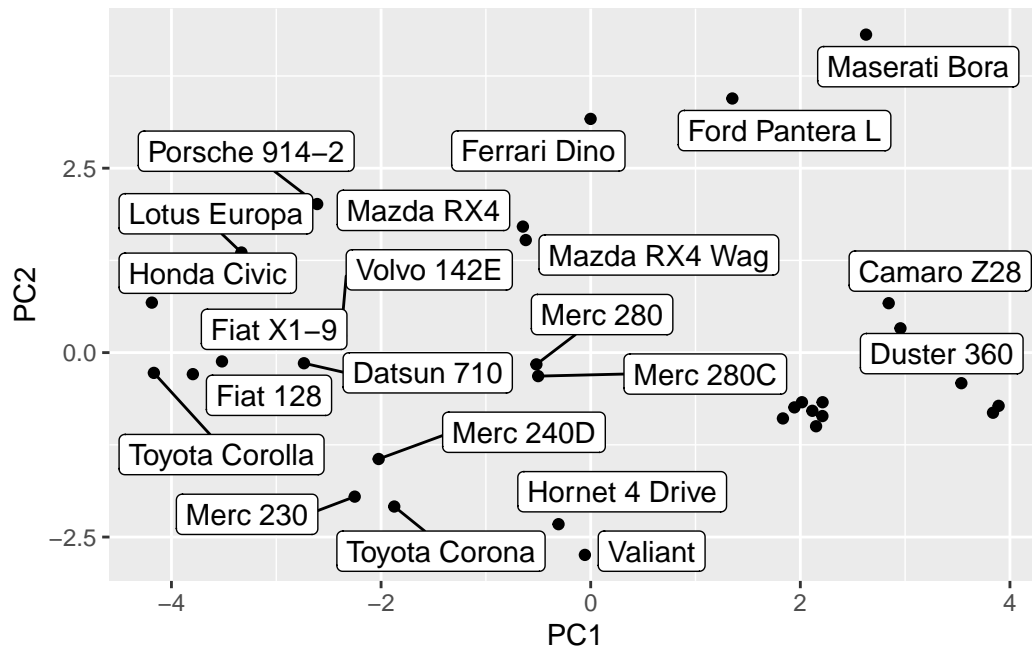 Maserati Bora
Ford Pantera L
Ferrari Dino
Porsche 914−2
Lotus Europa
Mazda RX4
Mazda RX4 Wag
Volvo 142E
Honda Civic
Camaro Z28
Merc 280
Fiat X1−9
Duster 360
Datsun 710
Merc 280C
Fiat 128
Merc 240D
Toyota Corolla
Hornet 4 Drive
Merc 230
Toyota Corona
Valiant
2.5
0.0
−2.5
PC2
−4
−2
0
2
4
PC1